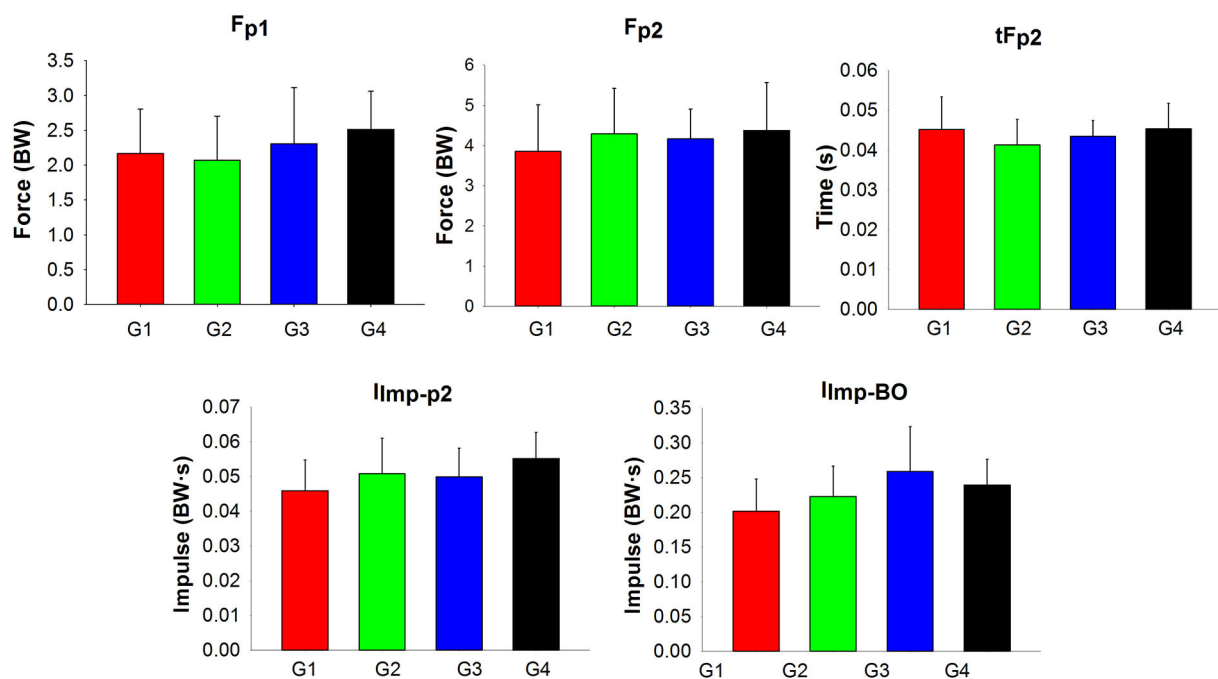 Fp1
Force (BW)
3.5
3.0
2.5
2.0
1.5
1.0
0.5
0.0
G1 G2 G3 G4
Fp2
Force (BW)
6
5
4
3
2
1
0
G1 G2 G3 G4
tFp2
Time (s)
0.06
0.05
0.04
0.03
0.02
0.01
0.00
G1 G2 G3 G4
IImp-p2
Impulse (BW·s)
0.07
0.06
0.05
0.04
0.03
0.02
0.01
0.00
G1 G2 G3 G4
IImp-BO
Impulse (BW·s)
0.35
0.30
0.25
0.20
0.15
0.10
0.05
0.00
G1 G2 G3 G4